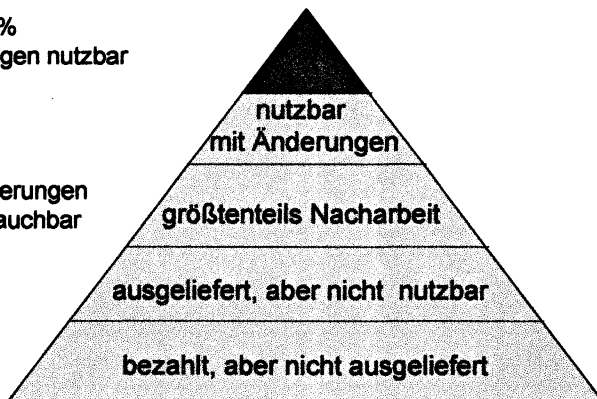 %
gen nutzbar
nutzbar
mit Änderungen
erungen
auchbar
größtenteils Nacharbeit
ausgeliefert, aber nicht nutzbar
bezahlt, aber nicht ausgeliefert